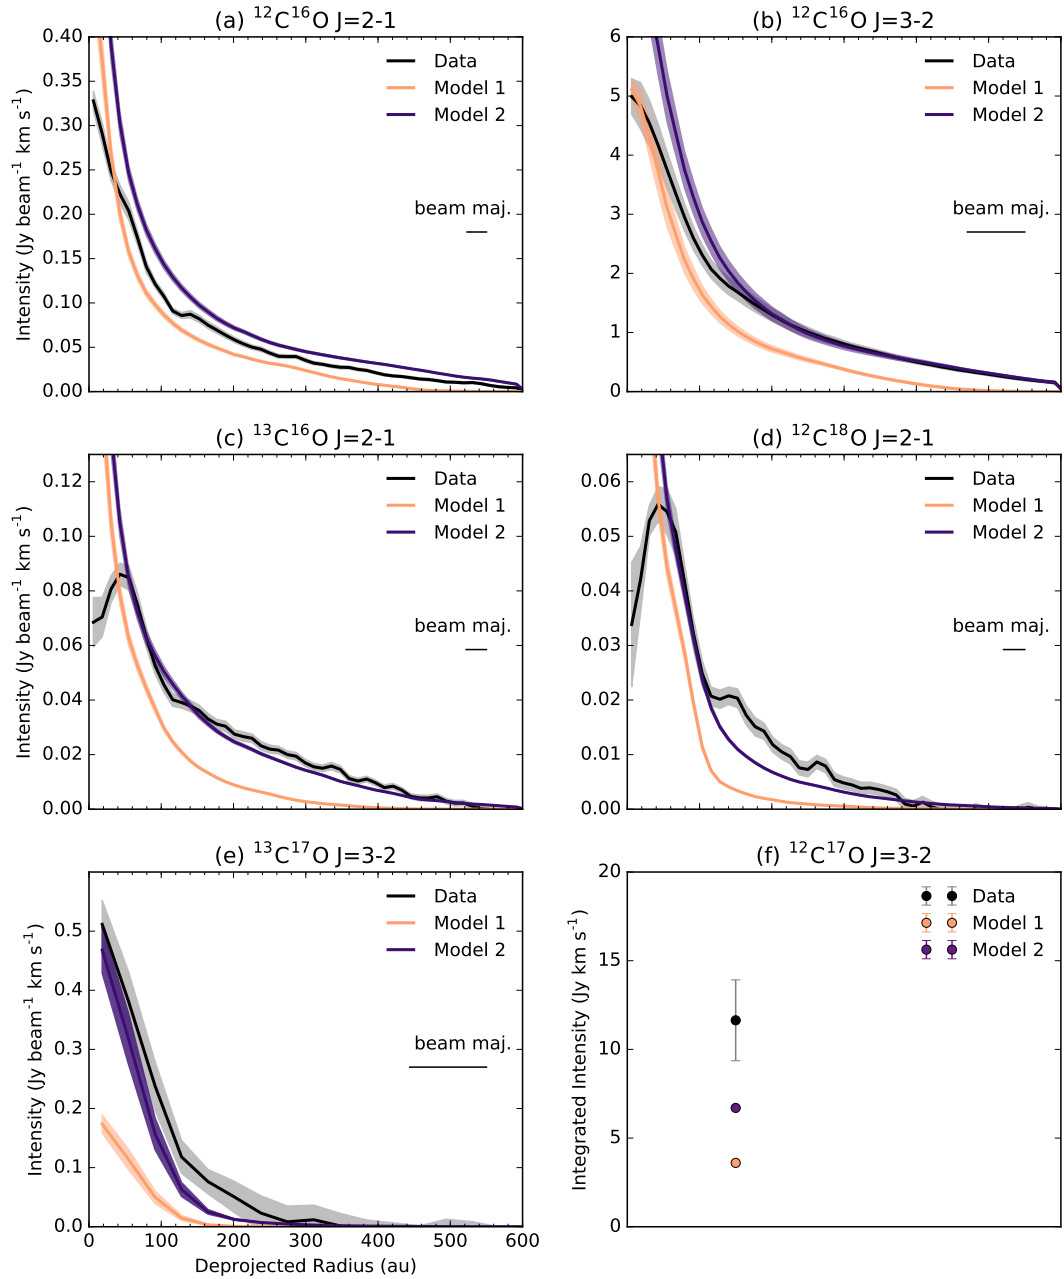 (a) ¹²C¹⁶O J=2-1
0.40
0.35
0.30
0.25
0.20
0.15
0.10
0.05
0.00
Intensity (Jy beam⁻¹ km s⁻¹)
Data
Model 1
Model 2
beam maj.
(b) ¹²C¹⁶O J=3-2
6
5
4
3
2
1
0
Data
Model 1
Model 2
beam maj.
(c) ¹³C¹⁶O J=2-1
0.12
0.10
0.08
0.06
0.04
0.02
0.00
Intensity (Jy beam⁻¹ km s⁻¹)
Data
Model 1
Model 2
beam maj.
(d) ¹²C¹⁸O J=2-1
0.06
0.05
0.04
0.03
0.02
0.01
0.00
Data
Model 1
Model 2
beam maj.
(e) ¹³C¹⁷O J=3-2
0.5
0.4
0.3
0.2
0.1
0.0
Intensity (Jy beam⁻¹ km s⁻¹)
Data
Model 1
Model 2
beam maj.
0 100 200 300 400 500 600
Deprojected Radius (au)
(f) ¹²C¹⁷O J=3-2
20
15
10
5
0
Integrated Intensity (Jy km s⁻¹)
Data
Model 1
Model 2